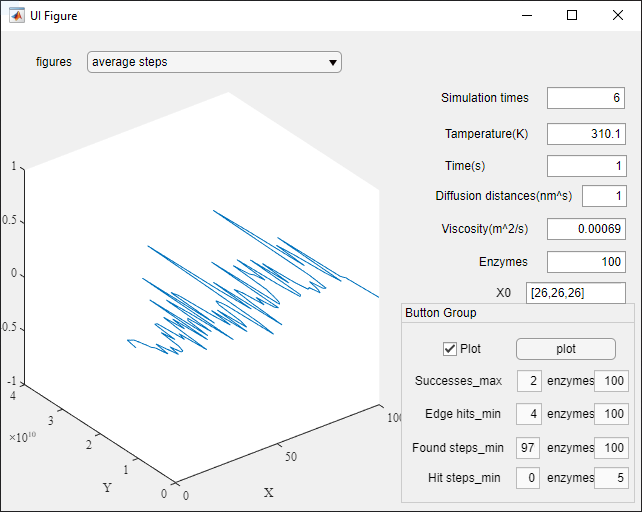 UI Figure
figures average steps
Simulation times 6
Tamperature(K) 310.1
Time(s) 1
Diffusion distances(nm^s) 1
Viscosity(m^2/s) 0.00069
Enzymes 100
X0 [26,26,26]
Button Group
Plot plot
Successes_max 2 enzymes 100
Edge hits_min 4 enzymes 100
Found steps_min 97 enzymes 100
Hit steps_min 0 enzymes 5
1
0.5
0
-0.5
-1
4
×10¹⁰
3
2
1
0
Y
0
50
100
X